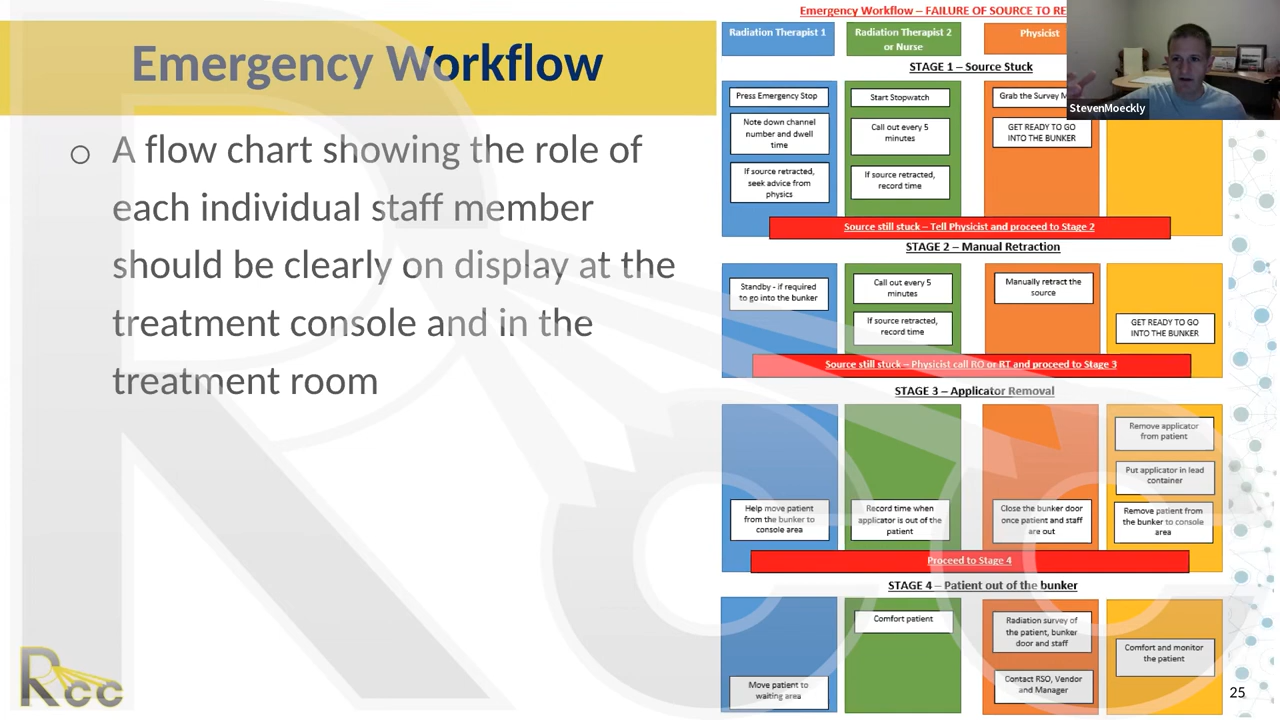 Emergency Workflow
A flow chart showing the role of
each individual staff member
should be clearly on display at the
treatment console and in the
treatment room
Emergency Workflow – FAILURE OF SOURCE TO RE
Radiation Therapist 1
Radiation Therapist 2
or Nurse
Physicist
StevenMoeckly
STAGE 1 – Source Stuck
Press Emergency Stop
Note down channel
number and dwell
time
If source retracted,
seek advice from
physics
Start Stopwatch
Call out every 5
minutes
If source retracted,
record time
Grab the Survey M
GET READY TO GO
INTO THE BUNKER
Source still stuck – Tell Physicist and proceed to Stage 2
STAGE 2 – Manual Retraction
Standby - if required
to go into the bunker
Call out every 5
minutes
If source retracted,
record time
Manually retract the
source
GET READY TO GO
INTO THE BUNKER
Source still stuck – Physicist call RO or RT and proceed to Stage 3
STAGE 3 – Applicator Removal
Help move patient
from the bunker to
console area
Record time when
applicator is out of the
patient
Close the bunker door
once patient and staff
are out
Remove applicator
from patient
Put applicator in lead
container
Remove patient from
the bunker to console
area
Proceed to Stage 4
STAGE 4 – Patient out of the bunker
Move patient to
waiting area
Comfort patient
Radiation survey of
the patient, bunker
door and staff
Contact RSO, Vendor
and Manager
Comfort and monitor
the patient
Rcc
25